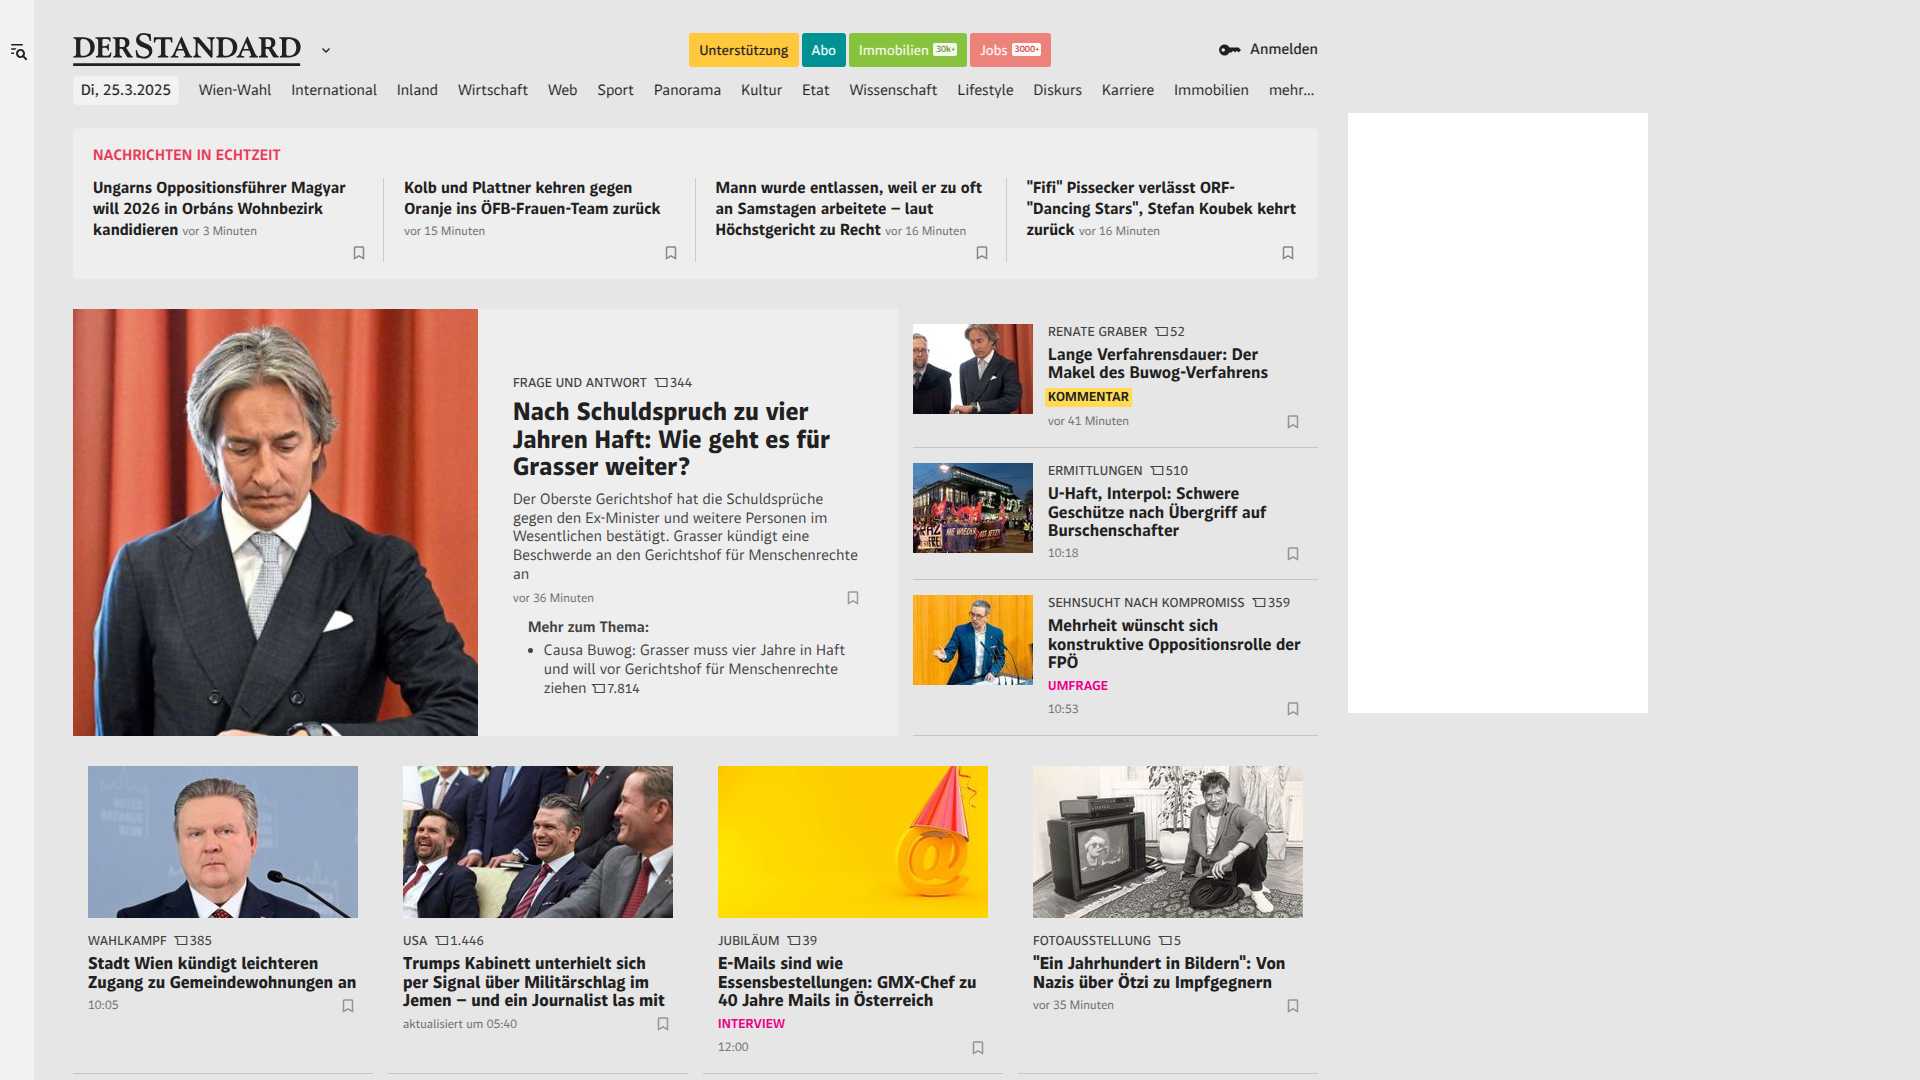 DERSTANDARD
Unterstützung
Abo
Immobilien 30k+
Jobs 3000+
Anmelden
Di, 25.3.2025
Wien-Wahl
International
Inland
Wirtschaft
Web
Sport
Panorama
Kultur
Etat
Wissenschaft
Lifestyle
Diskurs
Karriere
Immobilien
mehr...
NACHRICHTEN IN ECHTZEIT
Ungarns Oppositionsführer Magyar
will 2026 in Orbáns Wohnbezirk
kandidieren vor 3 Minuten
Kolb und Plattner kehren gegen
Oranje ins ÖFB-Frauen-Team zurück
vor 15 Minuten
Mann wurde entlassen, weil er zu oft
an Samstagen arbeitete – laut
Höchstgericht zu Recht vor 16 Minuten
"Fifi" Pissecker verlässt ORF-
"Dancing Stars", Stefan Koubek kehrt
zurück vor 16 Minuten
FRAGE UND ANTWORT 344
Nach Schuldspruch zu vier
Jahren Haft: Wie geht es für
Grasser weiter?
Der Oberste Gerichtshof hat die Schuldsprüche
gegen den Ex-Minister und weitere Personen im
Wesentlichen bestätigt. Grasser kündigt eine
Beschwerde an den Gerichtshof für Menschenrechte
an
vor 36 Minuten
Mehr zum Thema:
• Causa Buwog: Grasser muss vier Jahre in Haft
und will vor Gerichtshof für Menschenrechte
ziehen 7.814
RENATE GRABER 52
Lange Verfahrensdauer: Der
Makel des Buwog-Verfahrens
KOMMENTAR
vor 41 Minuten
ERMITTLUNGEN 510
U-Haft, Interpol: Schwere
Geschütze nach Übergriff auf
Burschenschafter
10:18
SEHNSUCHT NACH KOMPROMISS 359
Mehrheit wünscht sich
konstruktive Oppositionsrolle der
FPÖ
UMFRAGE
10:53
WAHLKAMPF 385
Stadt Wien kündigt leichteren
Zugang zu Gemeindewohnungen an
10:05
USA 1.446
Trumps Kabinett unterhielt sich
per Signal über Militärschlag im
Jemen – und ein Journalist las mit
aktualisiert um 05:40
@
JUBILÄUM 39
E-Mails sind wie
Essensbestellungen: GMX-Chef zu
40 Jahre Mails in Österreich
INTERVIEW
12:00
FOTOAUSSTELLUNG 5
"Ein Jahrhundert in Bildern": Von
Nazis über Ötzi zu Impfgegnern
vor 35 Minuten